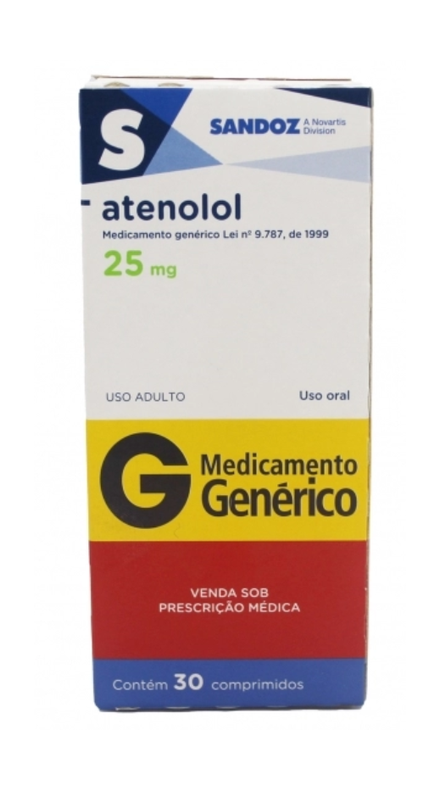 S
SANDOZ A Novartis
Division
atenolol
Medicamento genérico Lei nº 9.787, de 1999
25 mg
USO ADULTO
Uso oral
G
Medicamento
Genérico
VENDA SOB
PRESCRIÇÃO MÉDICA
Contém 30 comprimidos